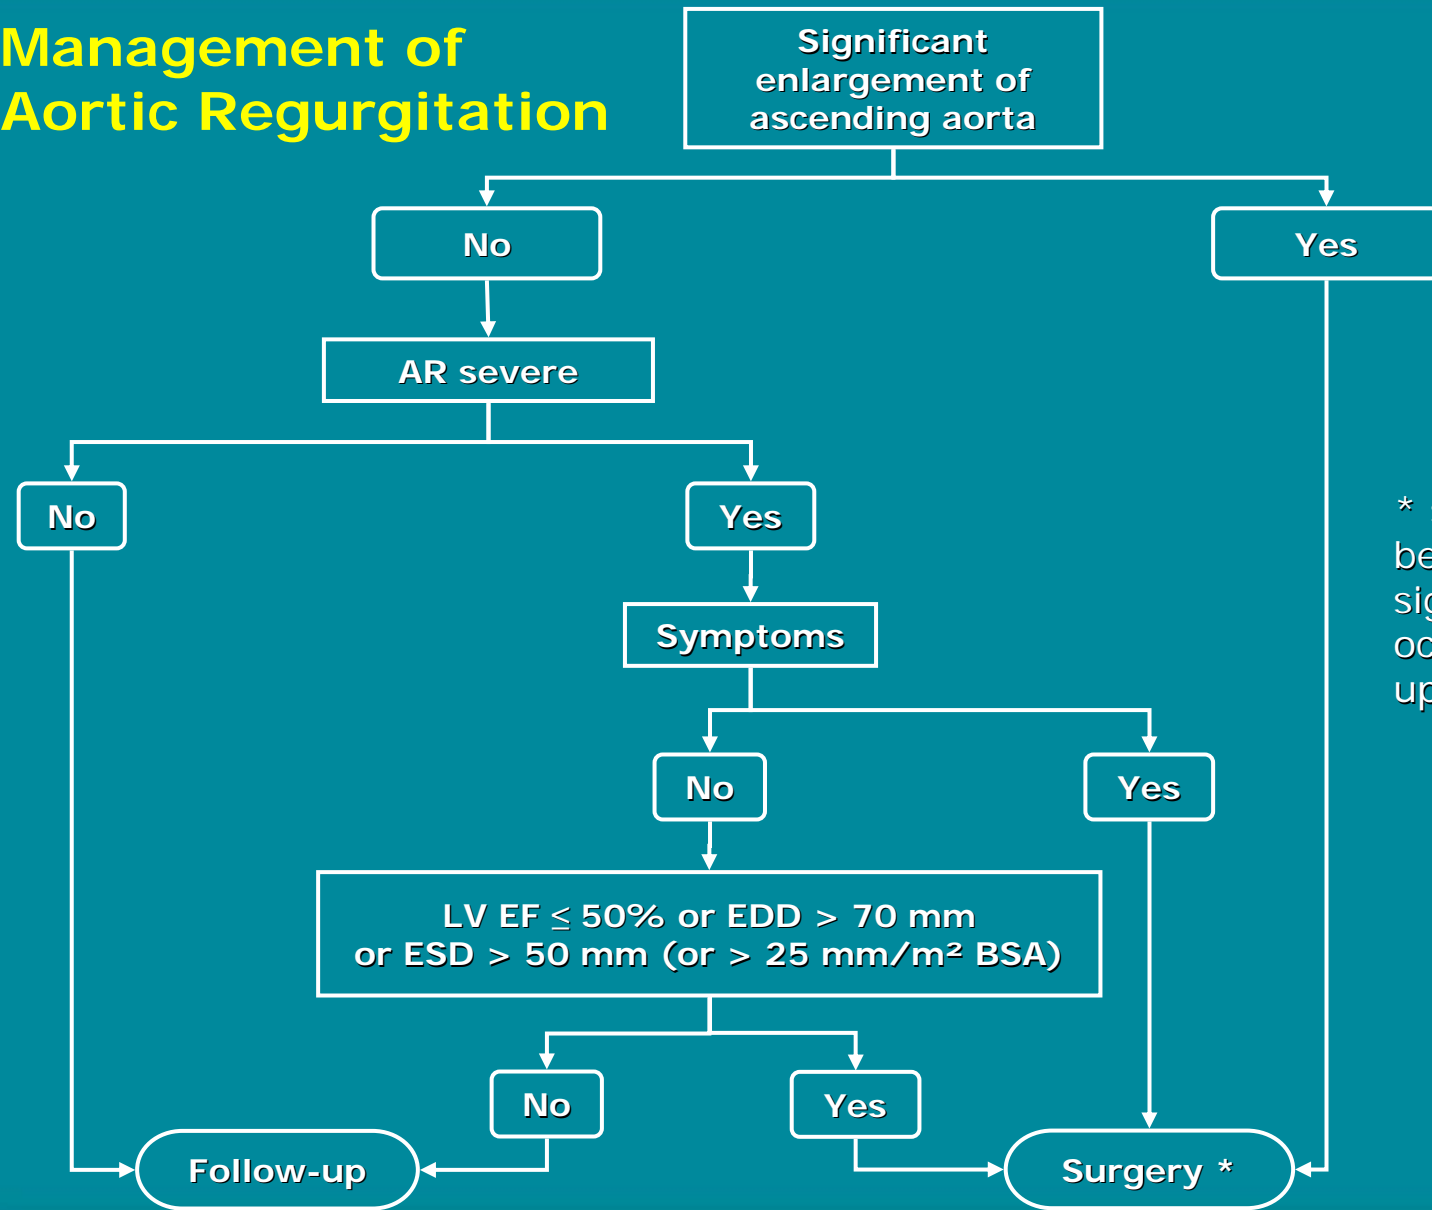 Management of
Aortic Regurgitation
Significant
enlargement of
ascending aorta
No
Yes
AR severe
No
Yes
Symptoms
No
Yes
LV EF ≤ 50% or EDD > 70 mm
or ESD > 50 mm (or > 25 mm/m² BSA)
No
Yes
Follow-up
Surgery *
*